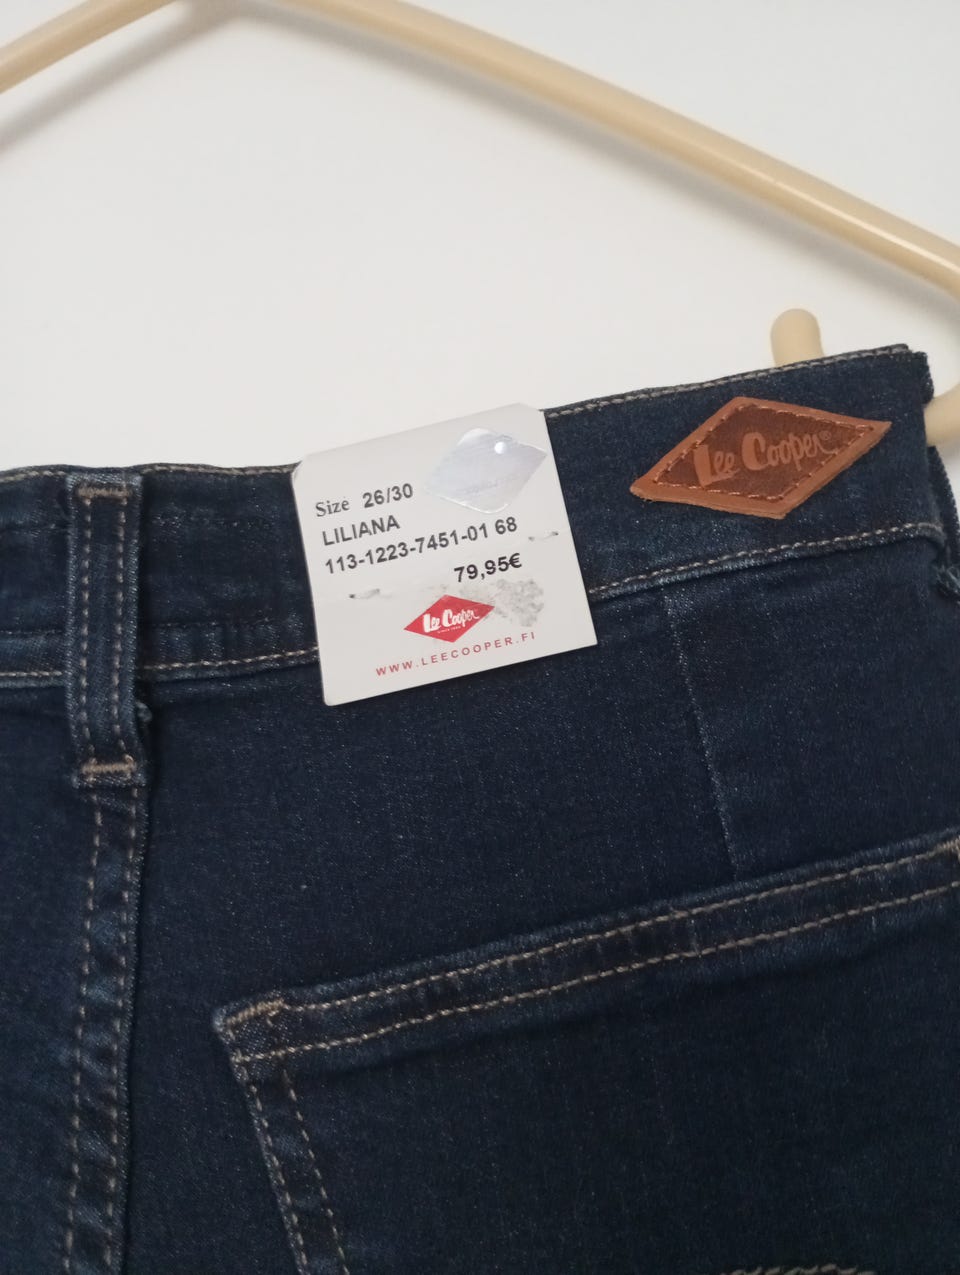 Size 26/30
LILIANA
113-1223-7451-01 68
79,95€
Lee Cooper
WWW.LEECOOPER.FI
Lee Cooper®